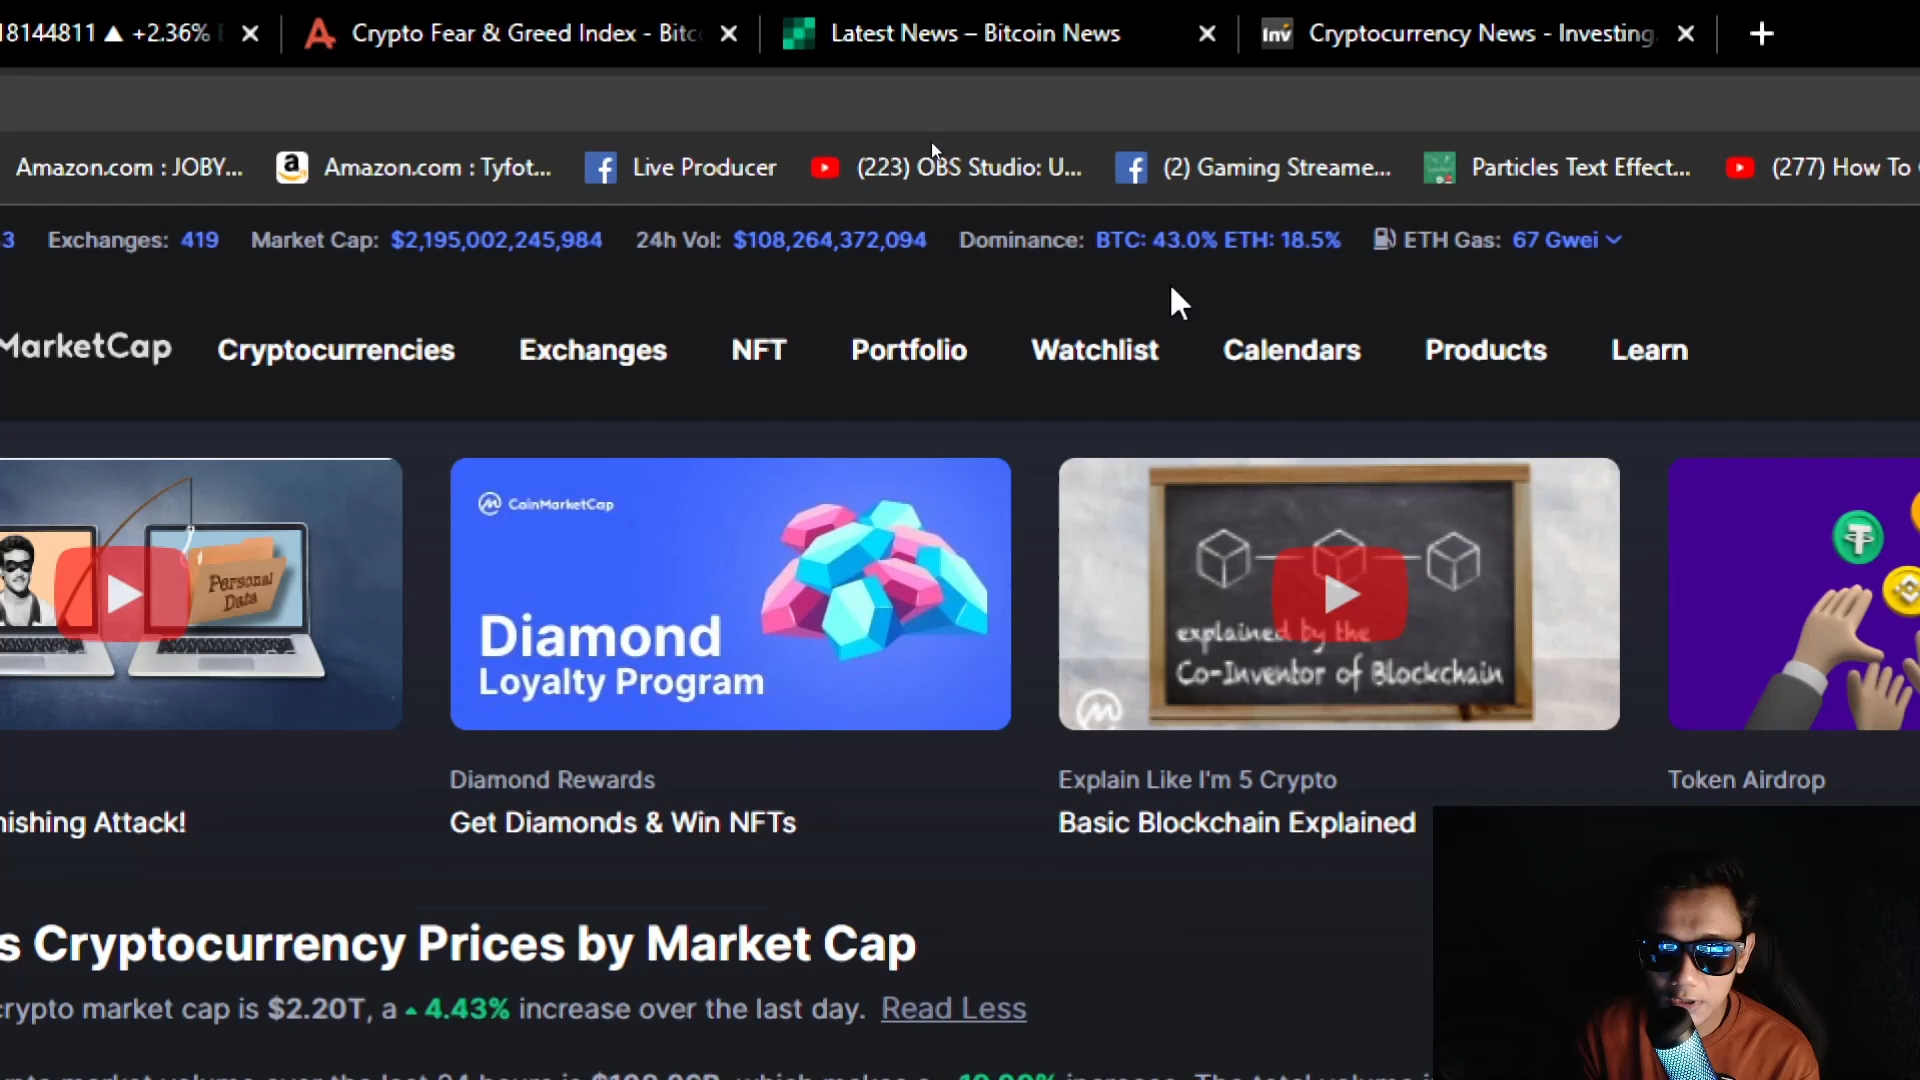 18144811 ▲ +2.36%
Crypto Fear & Greed Index - Bitc
Latest News – Bitcoin News
inv Cryptocurrency News - Investing.
Amazon.com : JOBY...
Amazon.com : Tyfot...
Live Producer
(223) OBS Studio: U...
(2) Gaming Streame...
Particles Text Effect...
(277) How To
3 Exchanges: 419 Market Cap: $2,195,002,245,984 24h Vol: $108,264,372,094 Dominance: BTC: 43.0% ETH: 18.5% ETH Gas: 67 Gwei
MarketCap Cryptocurrencies Exchanges NFT Portfolio Watchlist Calendars Products Learn
Personal
Data
CoinMarketCap
Diamond
Loyalty Program
explained by the
Co-Inventor of Blockchain
Diamond Rewards
Explain Like I'm 5 Crypto
Token Airdrop
hishing Attack!
Get Diamonds & Win NFTs
Basic Blockchain Explained
s Cryptocurrency Prices by Market Cap
crypto market cap is $2.20T, a 4.43% increase over the last day. Read Less